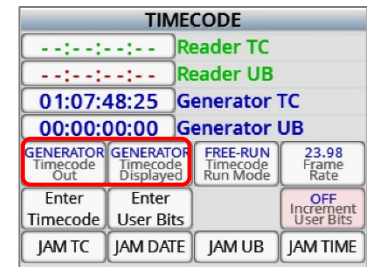 TIMECODE
--:--:--:-- Reader TC
--:--:--:-- Reader UB
01:07:48:25 Generator TC
00:00:00:00 Generator UB
GENERATOR GENERATOR FREE-RUN 23.98
Timecode Timecode Timecode Frame
Out Displayed Run Mode Rate
Enter Enter OFF
Timecode User Bits Increment
User Bits
JAM TC JAM DATE JAM UB JAM TIME